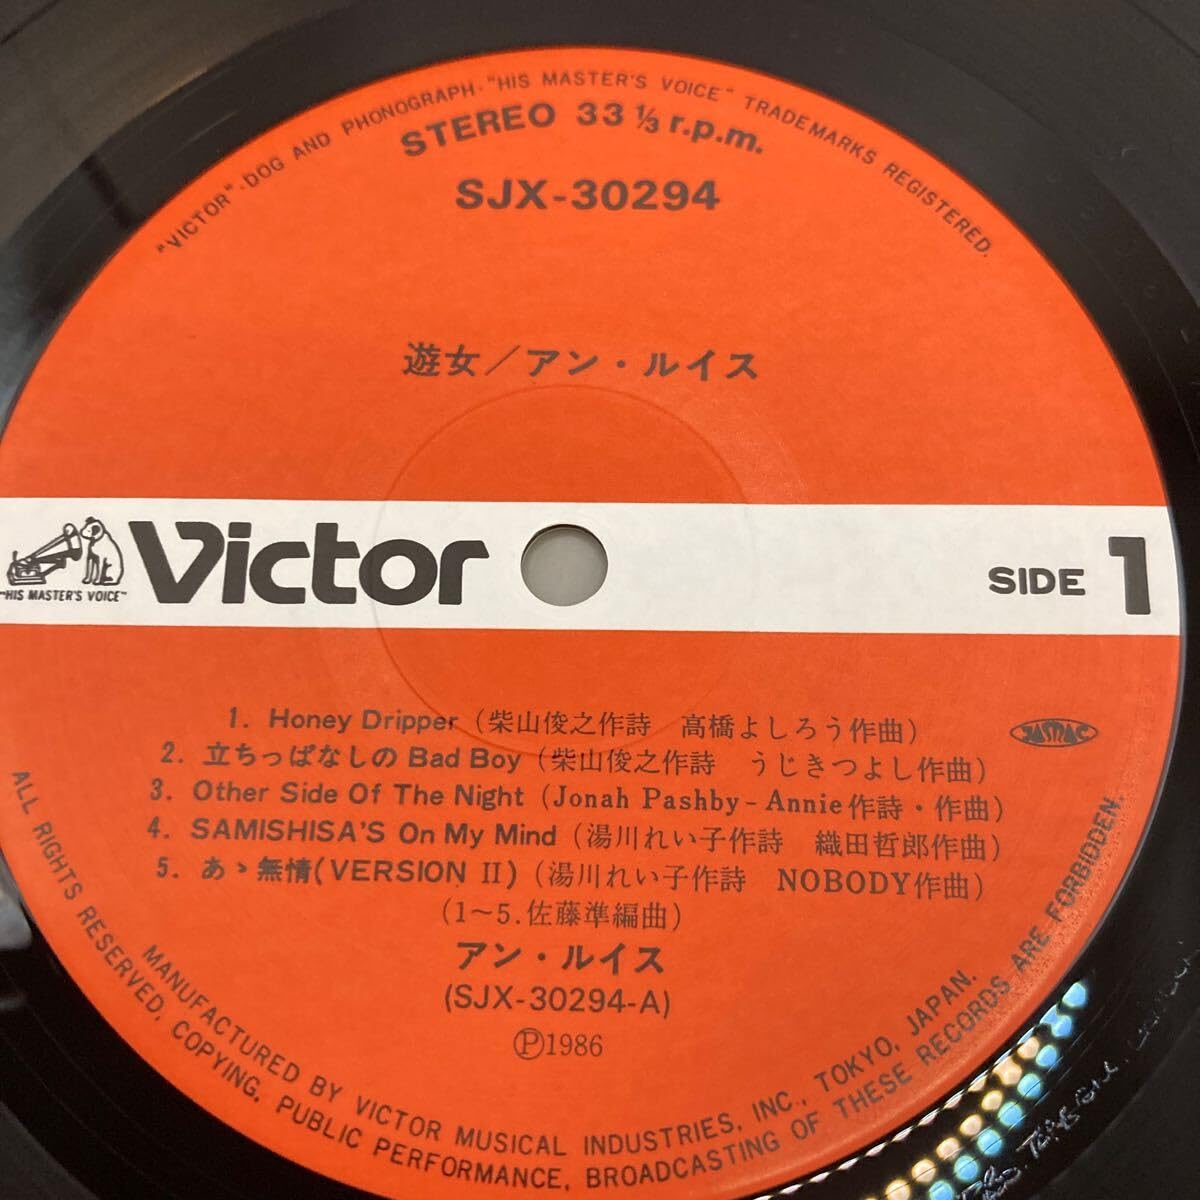 "VICTOR"·DOG AND PHONOGRAPH·"HIS MASTER'S VOICE" TRADEMARKS REGISTERED.
STEREO 33 ⅓ r.p.m.
SJX-30294
遊女/アン・ルイス
"HIS MASTER'S VOICE"
Victor
SIDE 1
1. Honey Dripper (柴山俊之作詩　高橋よしろう作曲)
2. 立ちっぱなしの Bad Boy (柴山俊之作詩　うじきつよし作曲)
3. Other Side Of The Night (Jonah Pashby-Annie作詩・作曲)
4. SAMISHISA'S On My Mind (湯川れい子作詩　織田哲郎作曲)
5. あゝ無情(VERSION II) (湯川れい子作詩　NOBODY作曲)
(1～5.佐藤準編曲)
アン・ルイス
(SJX-30294-A)
Ⓟ1986
JASRAC
MANUFACTURED BY VICTOR MUSICAL INDUSTRIES, INC., TOKYO, JAPAN.
ALL RIGHTS RESERVED, COPYING, PUBLIC PERFORMANCE, BROADCASTING OF THESE RECORDS ARE FORBIDDEN.